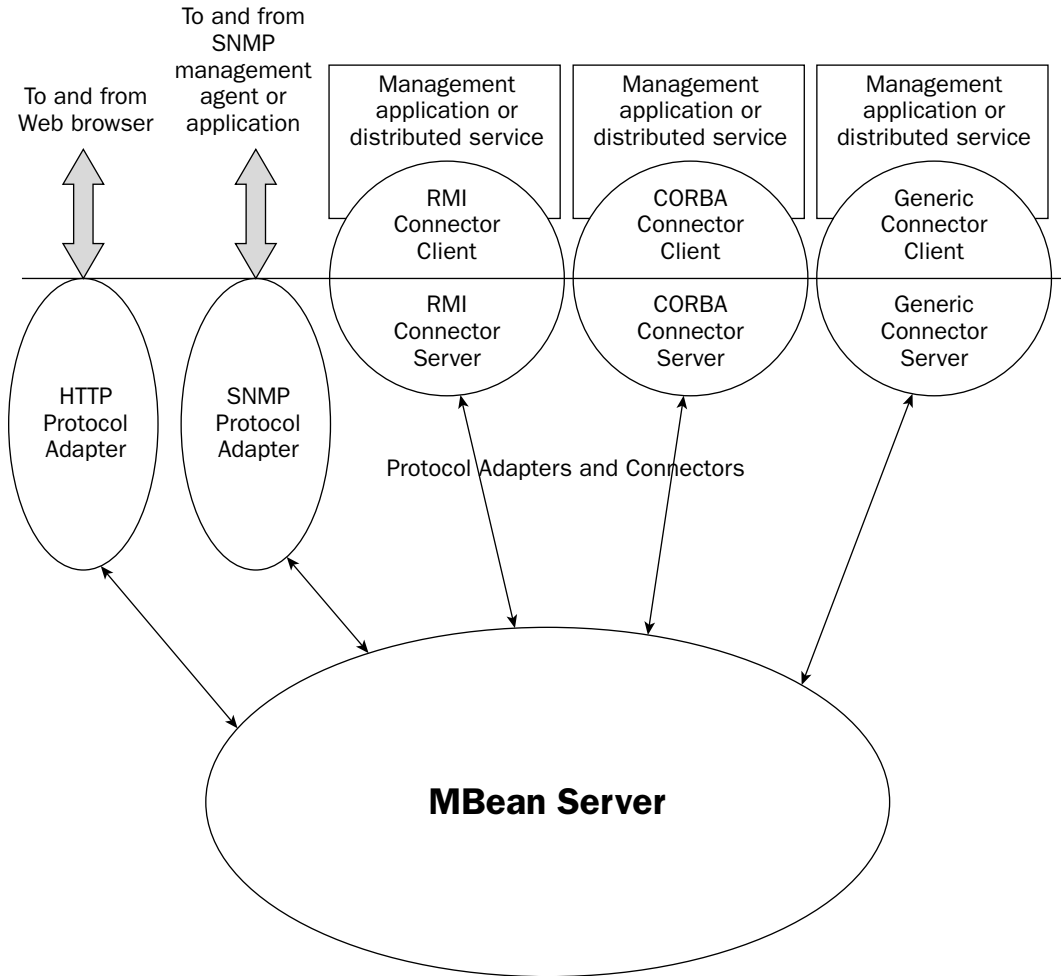 To and from
Web browser
To and from
SNMP
management
agent or
application
Management
application or
distributed service
Management
application or
distributed service
Management
application or
distributed service
RMI
Connector
Client
CORBA
Connector
Client
Generic
Connector
Client
RMI
Connector
Server
CORBA
Connector
Server
Generic
Connector
Server
HTTP
Protocol
Adapter
SNMP
Protocol
Adapter
Protocol Adapters and Connectors
MBean Server